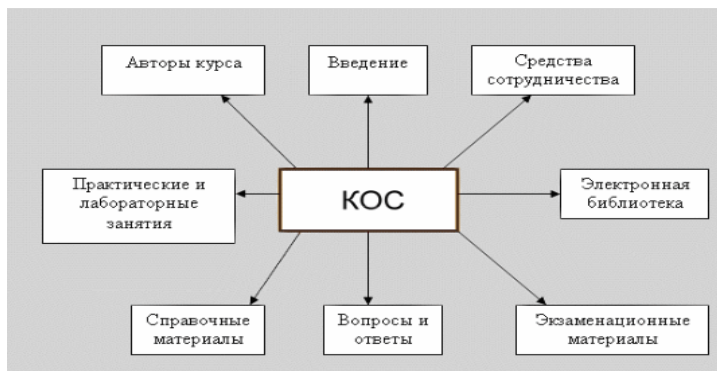 Авторы курса
Введение
Средства
сотрудничества
Практические и
лабораторные
занятия
КОС
Электронная
библиотека
Справочные
материалы
Вопросы и
ответы
Экзаменационные
материалы